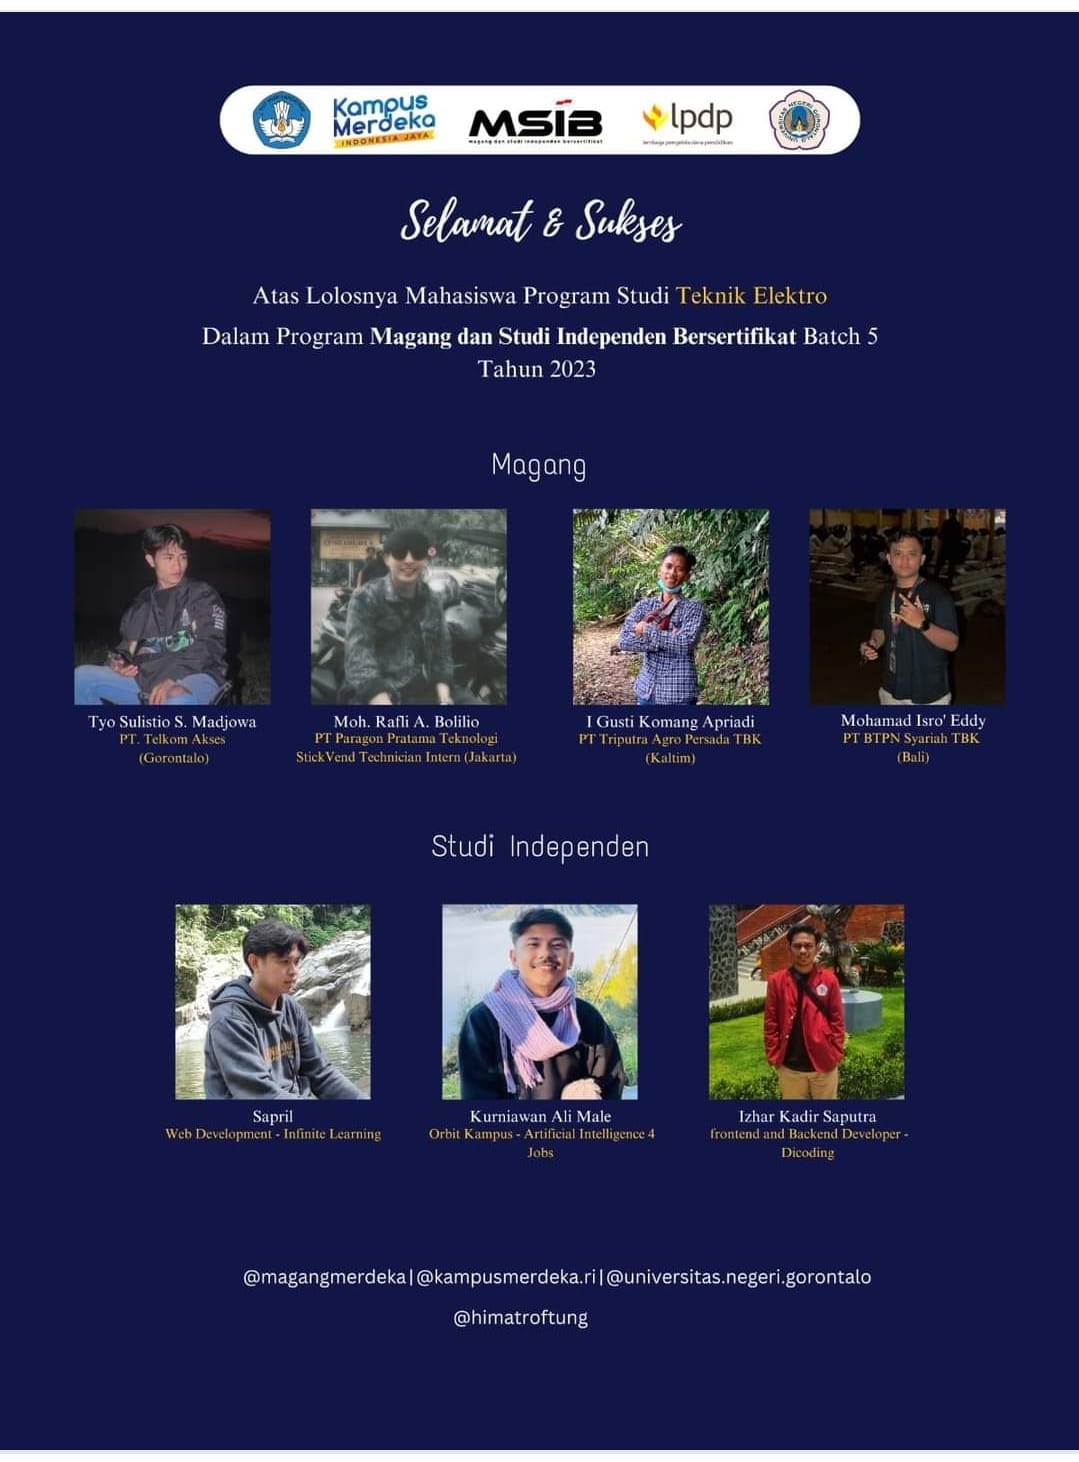 Kampus
Merdeka
INDONESIA JAYA
MSIB
magang dan studi independen bersertifikat
lpdp
lembaga pengelola dana pendidikan
UNIVERSITAS NEGERI GORONTALO
Selamat & Sukses
Atas Lolosnya Mahasiswa Program Studi Teknik Elektro
Dalam Program Magang dan Studi Independen Bersertifikat Batch 5
Tahun 2023
Magang
Tyo Sulistio S. Madjowa
PT. Telkom Akses
(Gorontalo)
Moh. Rafli A. Bolilio
PT Paragon Pratama Teknologi
StickVend Technician Intern (Jakarta)
I Gusti Komang Apriadi
PT Triputra Agro Persada TBK
(Kaltim)
Mohamad Isro' Eddy
PT BTPN Syariah TBK
(Bali)
Studi Independen
Sapril
Web Development - Infinite Learning
Kurniawan Ali Male
Orbit Kampus - Artificial Intelligence 4
Jobs
Izhar Kadir Saputra
frontend and Backend Developer -
Dicoding
@magangmerdeka|@kampusmerdeka.ri|@universitas.negeri.gorontalo
@himatroftung